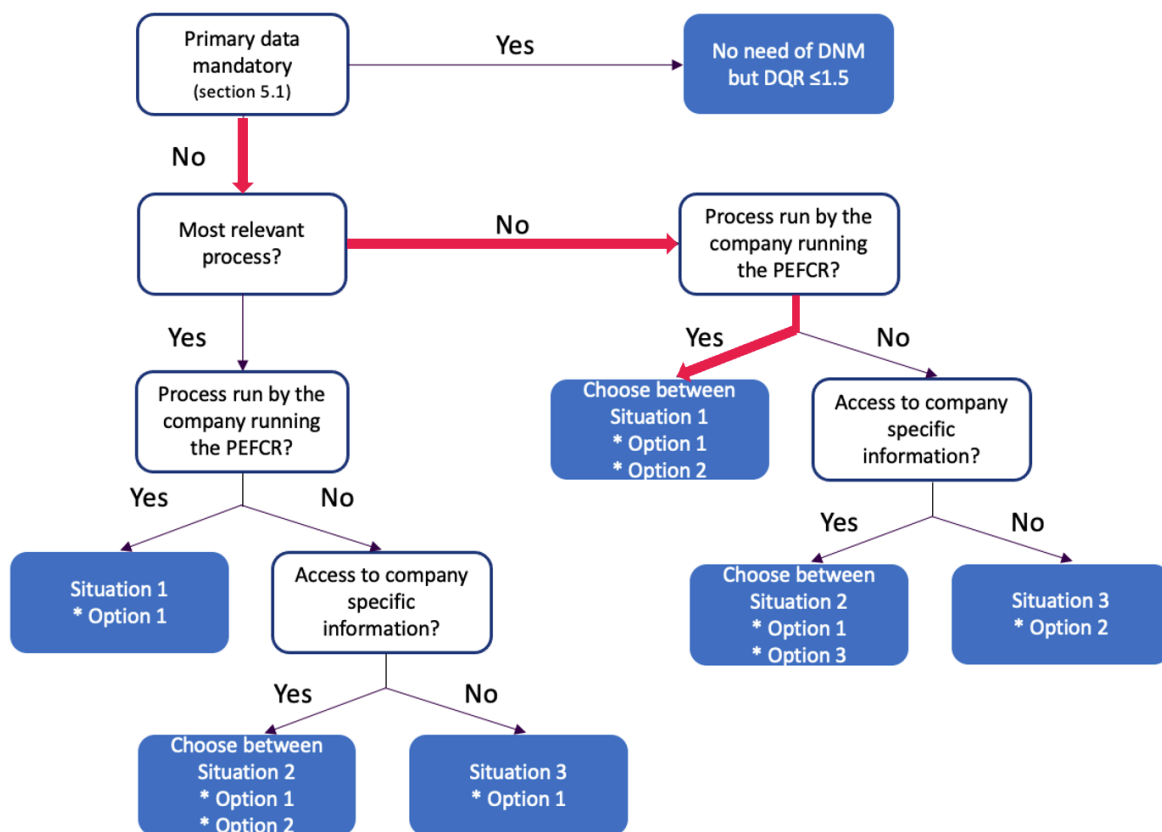 Primary data
mandatory
(section 5.1)
Yes
No need of DNM
but DQR ≤1.5
No
Most relevant
process?
No
Process run by the
company running
the PEFCR?
Yes
Process run by the
company running
the PEFCR?
Yes
No
Choose between
Situation 1
* Option 1
* Option 2
Access to company
specific
information?
Yes
No
Situation 1
* Option 1
Access to company
specific
information?
Yes
No
Choose between
Situation 2
* Option 1
* Option 3
Situation 3
* Option 2
Yes
No
Choose between
Situation 2
* Option 1
* Option 2
Situation 3
* Option 1